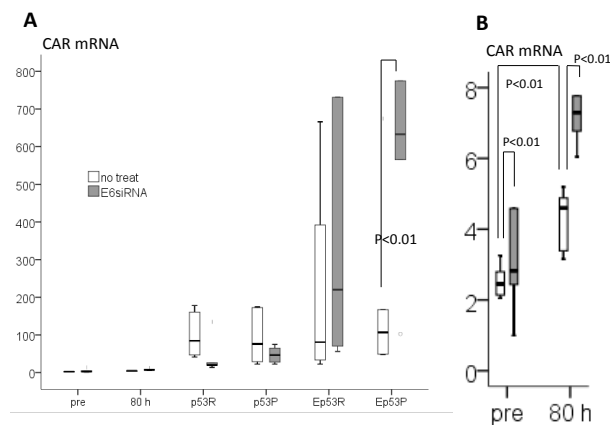 A
CAR mRNA
800
700
600
500
400
300
200
100
0
no treat
E6siRNA
P<0.01
pre
80 h
p53R
p53P
Ep53R
Ep53P
B
CAR mRNA
P<0.01
P<0.01
P<0.01
8
6
4
2
0
pre
80 h